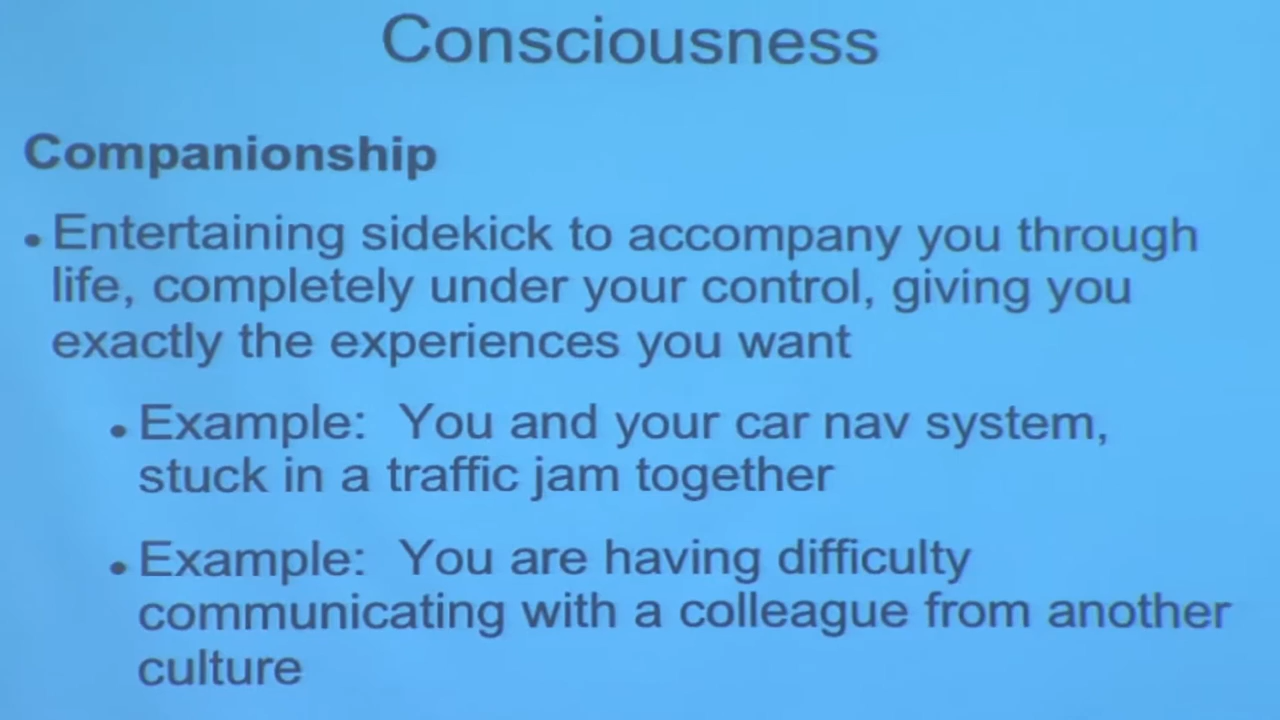 Consciousness
Companionship
• Entertaining sidekick to accompany you through
life, completely under your control, giving you
exactly the experiences you want
• Example: You and your car nav system,
stuck in a traffic jam together
• Example: You are having difficulty
communicating with a colleague from another
culture